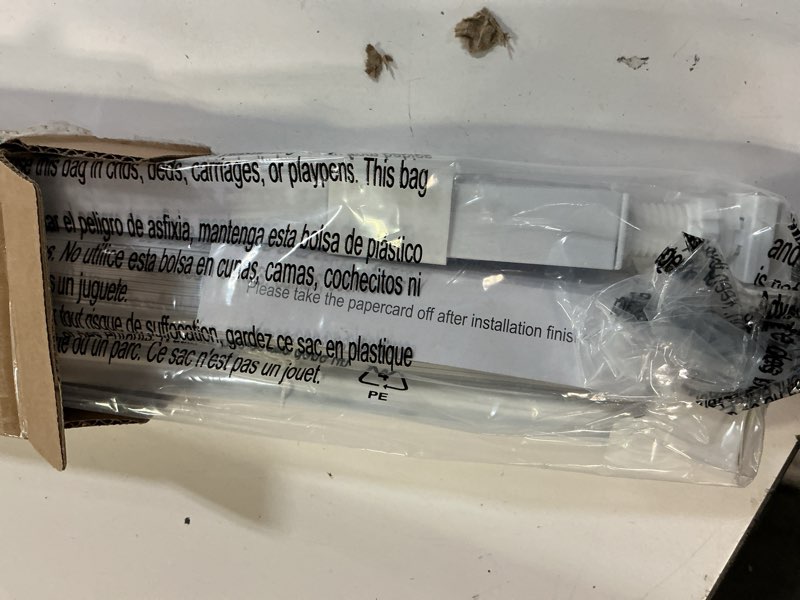 this bag in cribs, beds, carriages, or playpens. This bag
el peligro de asfixia, mantenga esta bolsa de plástico
No utilice esta bolsa en cunas, camas, cochecitos ni
un juguete.
Please take the papercard off after installation finis
tout risque de suffocation, gardez ce sac en plastique
ou un parc. Ce sac n'est pas un jouet.
4
PE
and